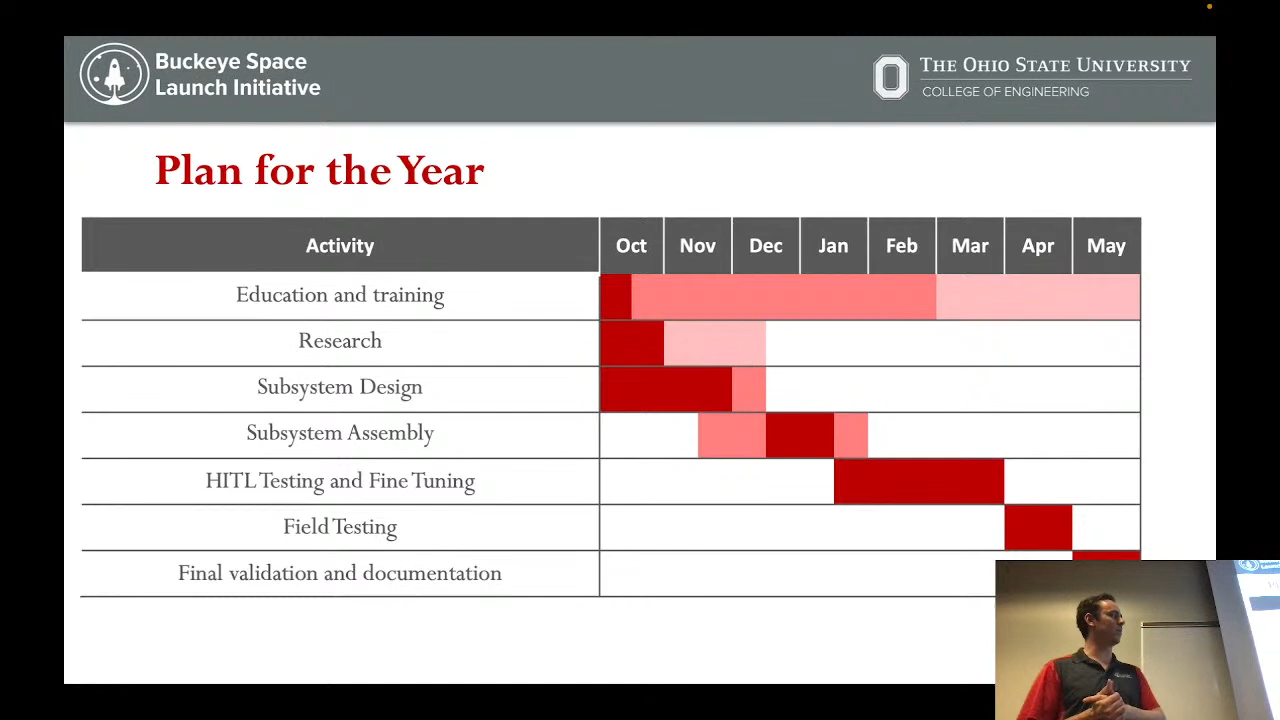 Buckeye Space
Launch Initiative
THE OHIO STATE UNIVERSITY
COLLEGE OF ENGINEERING
Plan for the Year
Activity Oct Nov Dec Jan Feb Mar Apr May
Education and training
Research
Subsystem Design
Subsystem Assembly
HITL Testing and Fine Tuning
Field Testing
Final validation and documentation